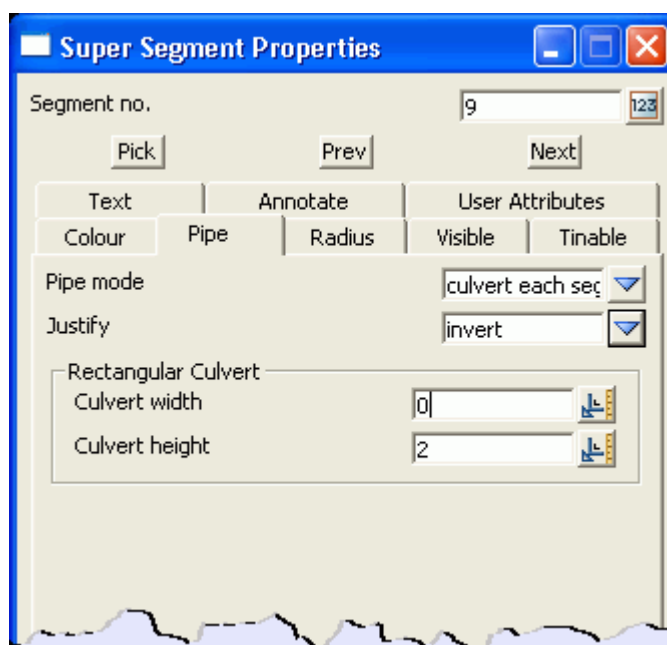 Super Segment Properties
Segment no. 9 123
Pick Prev Next
Text Annotate User Attributes
Colour Pipe Radius Visible Tinable
Pipe mode culvert each seg
Justify invert
Rectangular Culvert
Culvert width 0
Culvert height 2